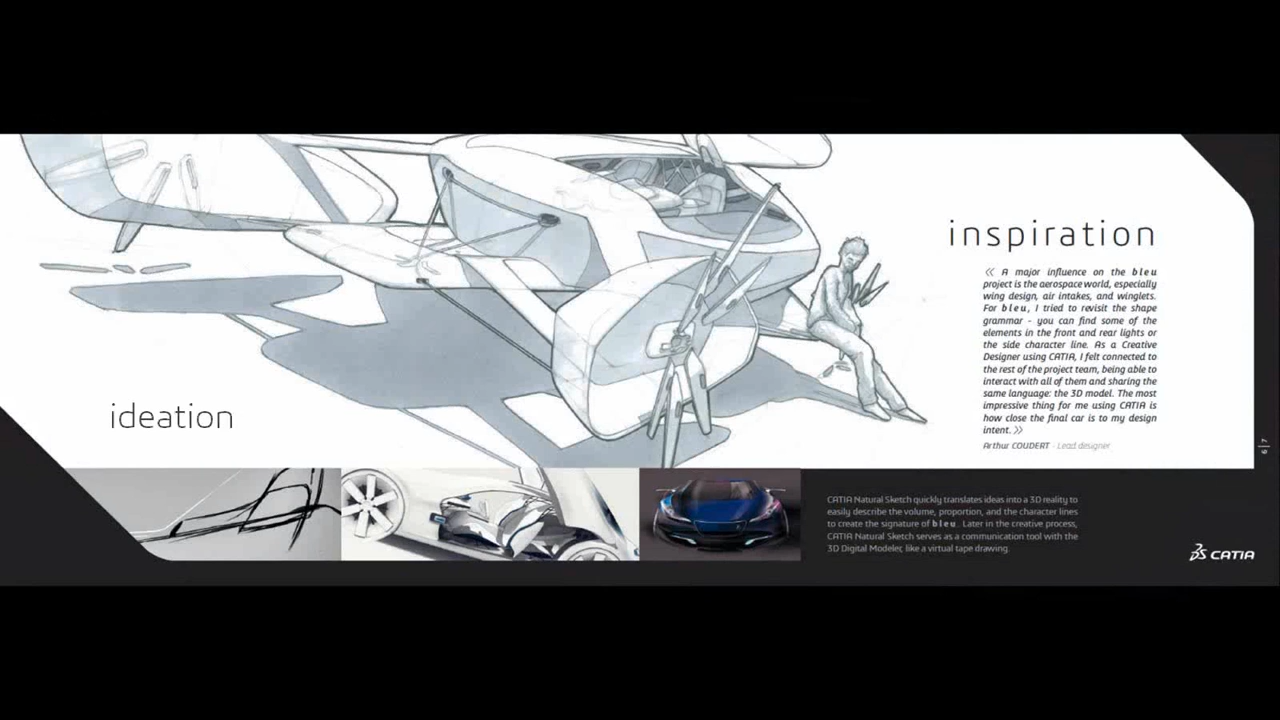 inspiration
« A major influence on the bleu
project is the aerospace world, especially
wing design, air intakes, and winglets.
For bleu, I tried to revisit the shape
grammar - you can find some of the
elements in the front and rear lights or
the side character line. As a Creative
Designer using CATIA, I felt connected to
the rest of the project team, being able to
interact with all of them and sharing the
same language: the 3D model. The most
impressive thing for me using CATIA is
how close the final car is to my design
intent. »
Arthur COUDERT - Lead designer
ideation
6|7
CATIA Natural Sketch quickly translates ideas into a 3D reality to
easily describe the volume, proportion, and the character lines
to create the signature of bleu. Later in the creative process,
CATIA Natural Sketch serves as a communication tool with the
3D Digital Modeler, like a virtual tape drawing.
3DS CATIA